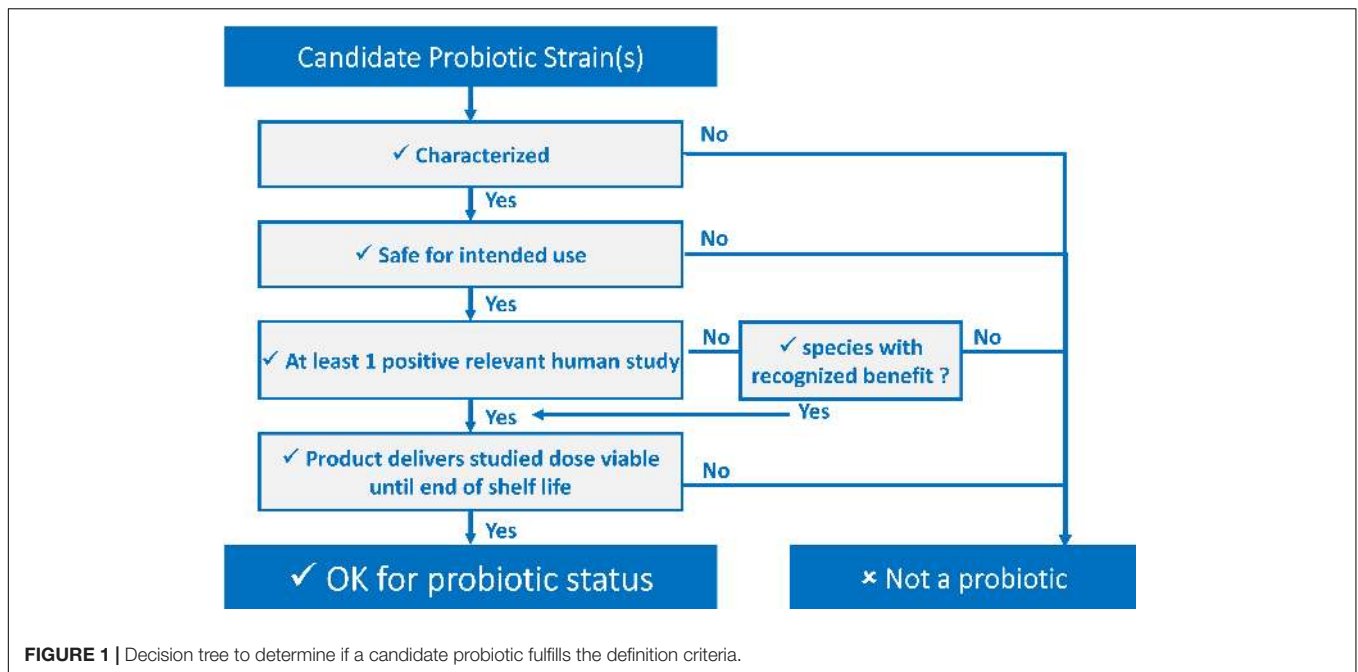 Candidate Probiotic Strain(s)
✓ Characterized
No
Yes
✓ Safe for intended use
No
Yes
✓ At least 1 positive relevant human study
No
✓ species with
recognized benefit ?
No
Yes
Yes
✓ Product delivers studied dose viable
until end of shelf life
No
Yes
✓ OK for probiotic status
× Not a probiotic
FIGURE 1 | Decision tree to determine if a candidate probiotic fulfills the definition criteria.